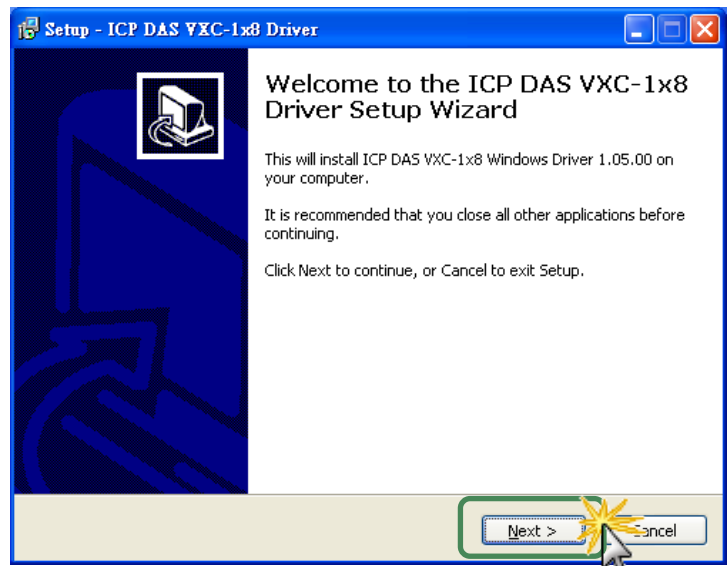 Setup - ICP DAS VXC-1x8 Driver
Welcome to the ICP DAS VXC-1x8
Driver Setup Wizard
This will install ICP DAS VXC-1x8 Windows Driver 1.05.00 on
your computer.
It is recommended that you close all other applications before
continuing.
Click Next to continue, or Cancel to exit Setup.
Next > Cancel